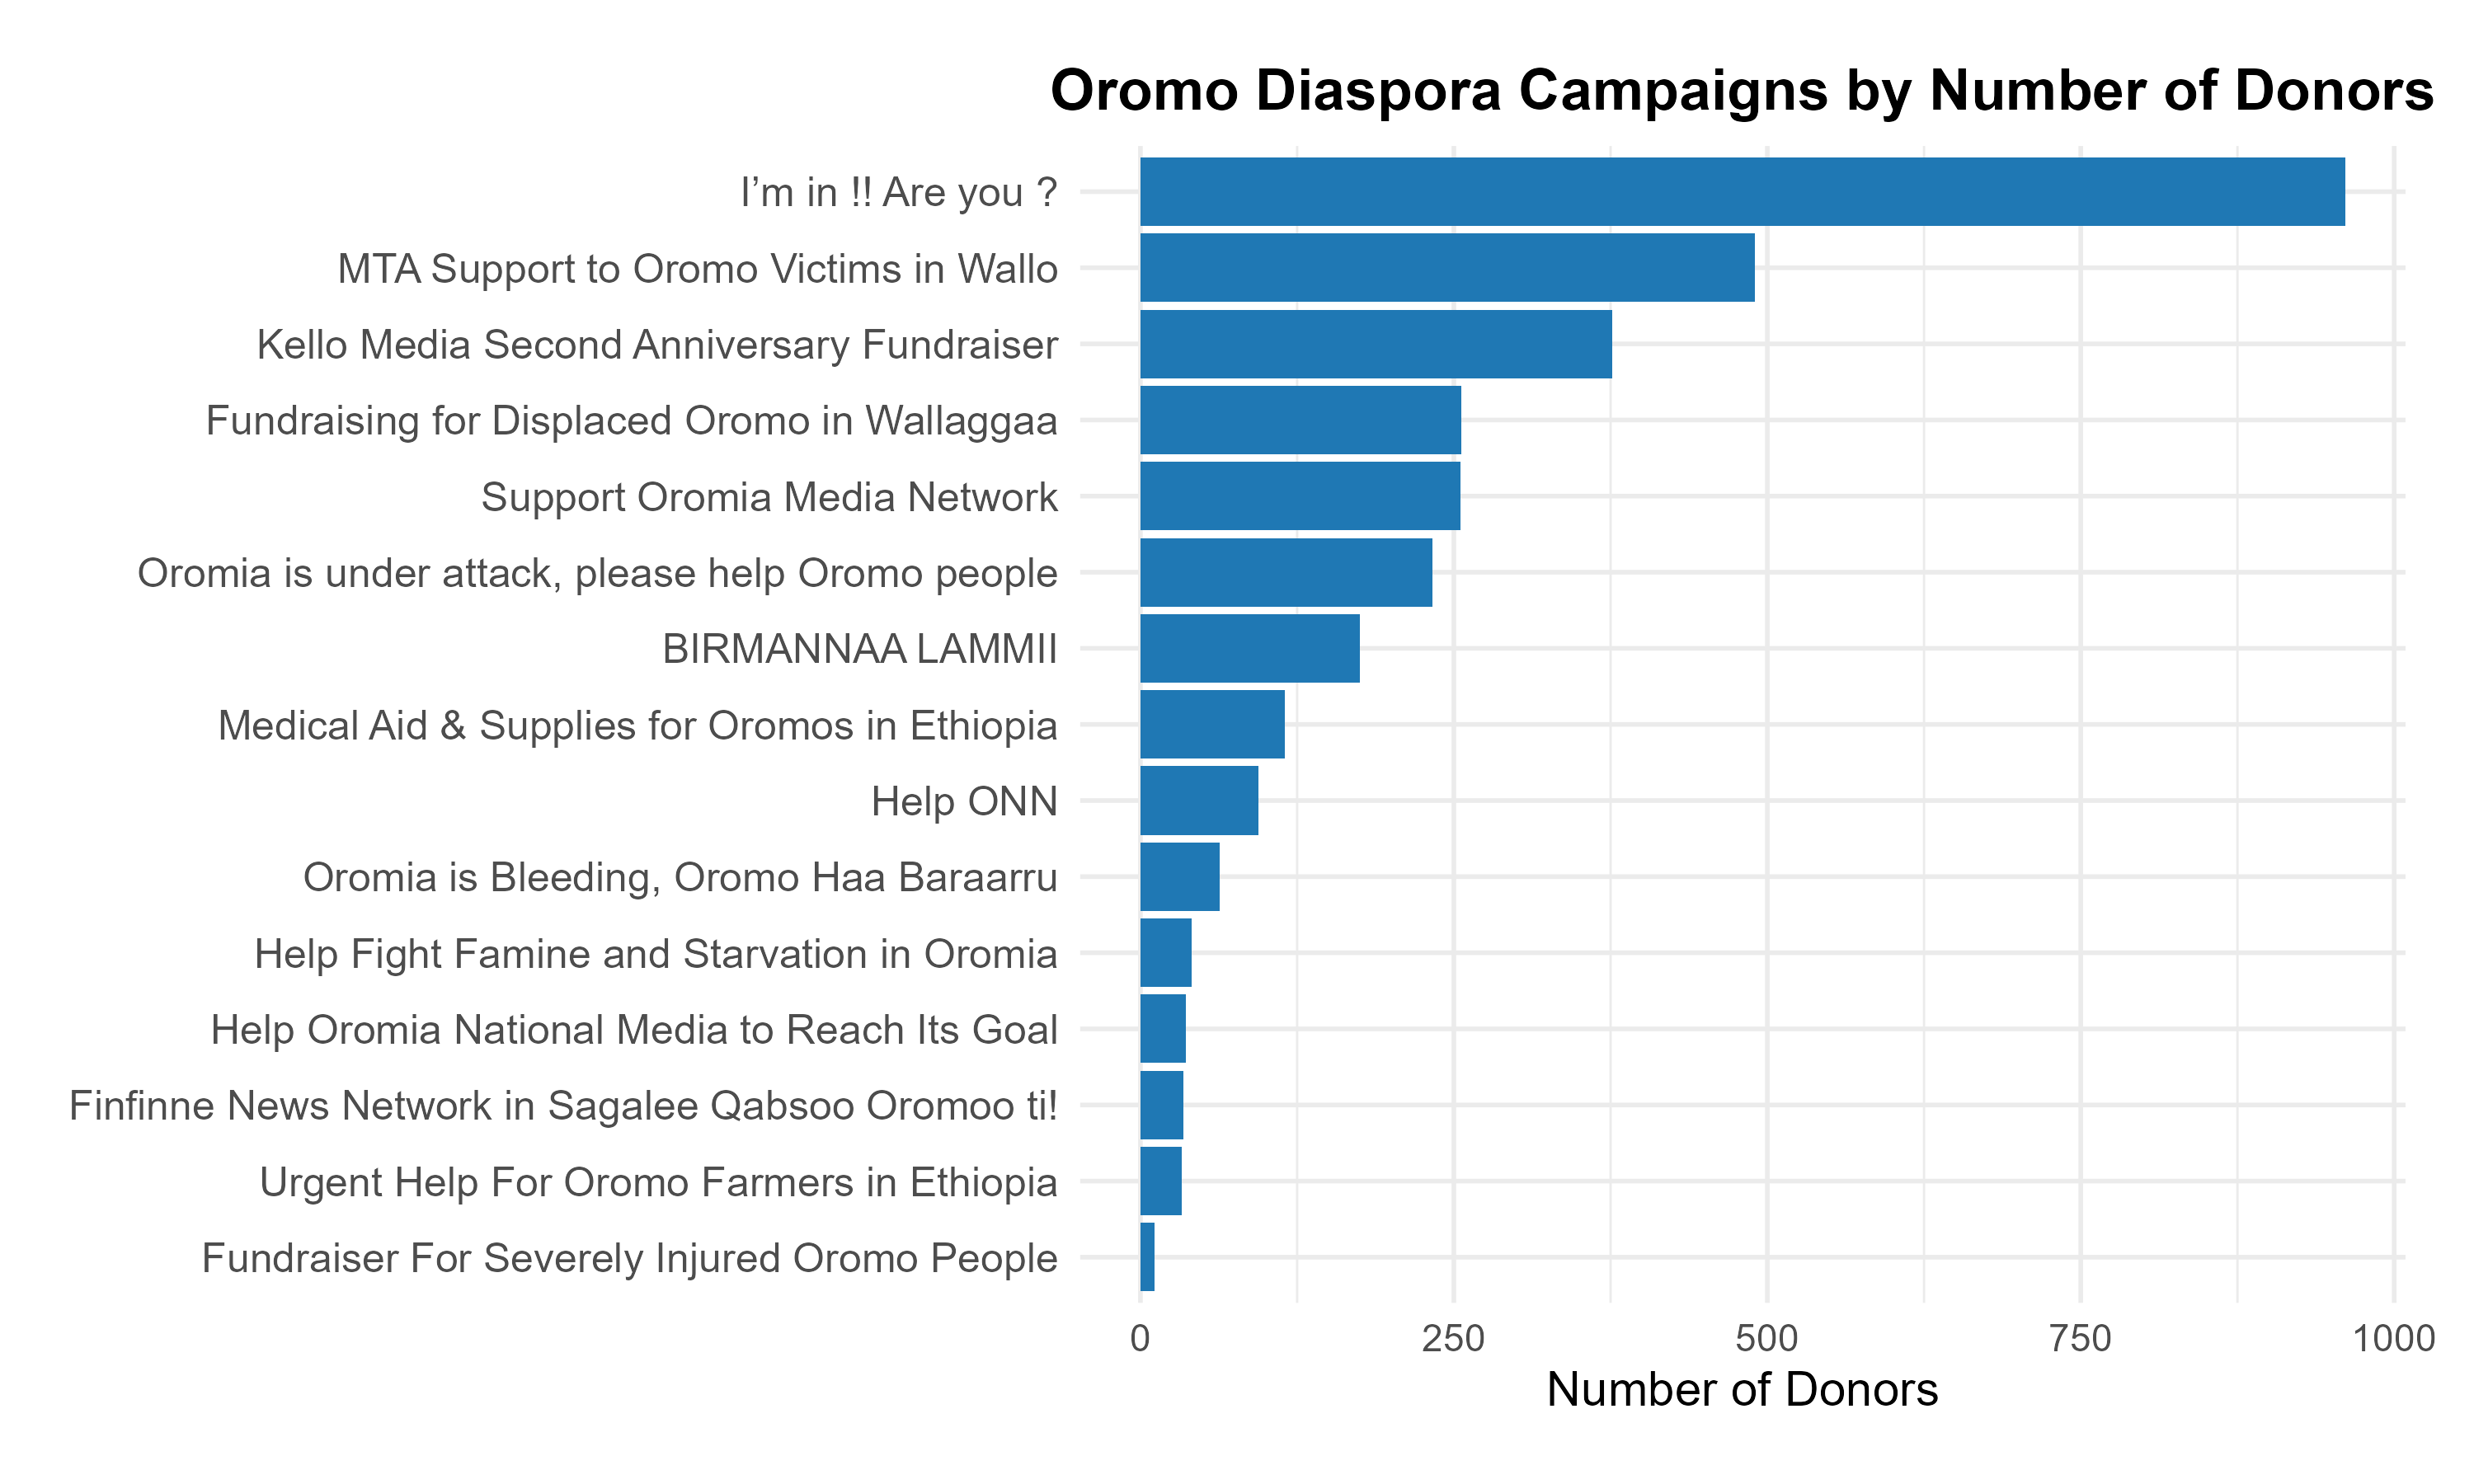 Oromo Diaspora Campaigns by Number of Donors
I’m in !! Are you ?
MTA Support to Oromo Victims in Wallo
Kello Media Second Anniversary Fundraiser
Fundraising for Displaced Oromo in Wallaggaa
Support Oromia Media Network
Oromia is under attack, please help Oromo people
BIRMANNAA LAMMII
Medical Aid & Supplies for Oromos in Ethiopia
Help ONN
Oromia is Bleeding, Oromo Haa Baraarru
Help Fight Famine and Starvation in Oromia
Help Oromia National Media to Reach Its Goal
Finfinne News Network in Sagalee Qabsoo Oromoo ti!
Urgent Help For Oromo Farmers in Ethiopia
Fundraiser For Severely Injured Oromo People
0 250 500 750 1000
Number of Donors